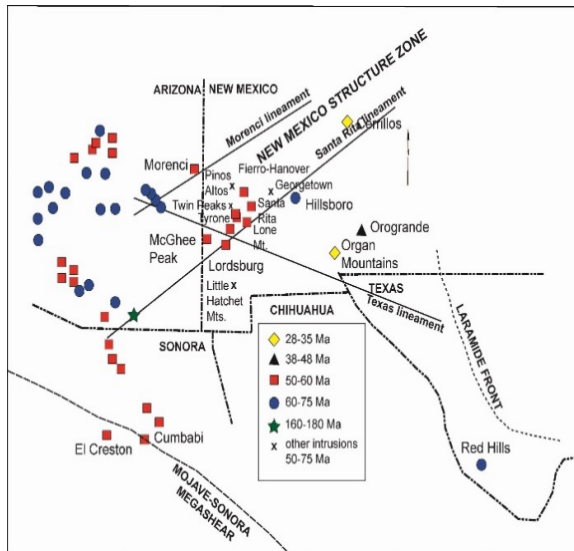 ARIZONA
NEW MEXICO
Morenci lineament
NEW MEXICO STRUCTURE ZONE
Santa Rita lineament
Cerrillos
Morenci
Pinos
Altos
Fierro-Hanover
Georgetown
Twin Peaks
Tyrone
Santa
Rita
Hillsboro
Lone
Mt.
McGhee
Peak
Lordsburg
Orogrande
Organ
Mountains
Little
Hatchet
Mts.
TEXAS
Texas lineament
CHIHUAHUA
SONORA
LARAMIDE FRONT
28-35 Ma
38-48 Ma
50-60 Ma
60-75 Ma
160-180 Ma
other intrusions
50-75 Ma
El Creston
Cumbabi
Red Hills
MOJAVE-SONORA
MEGASHEAR